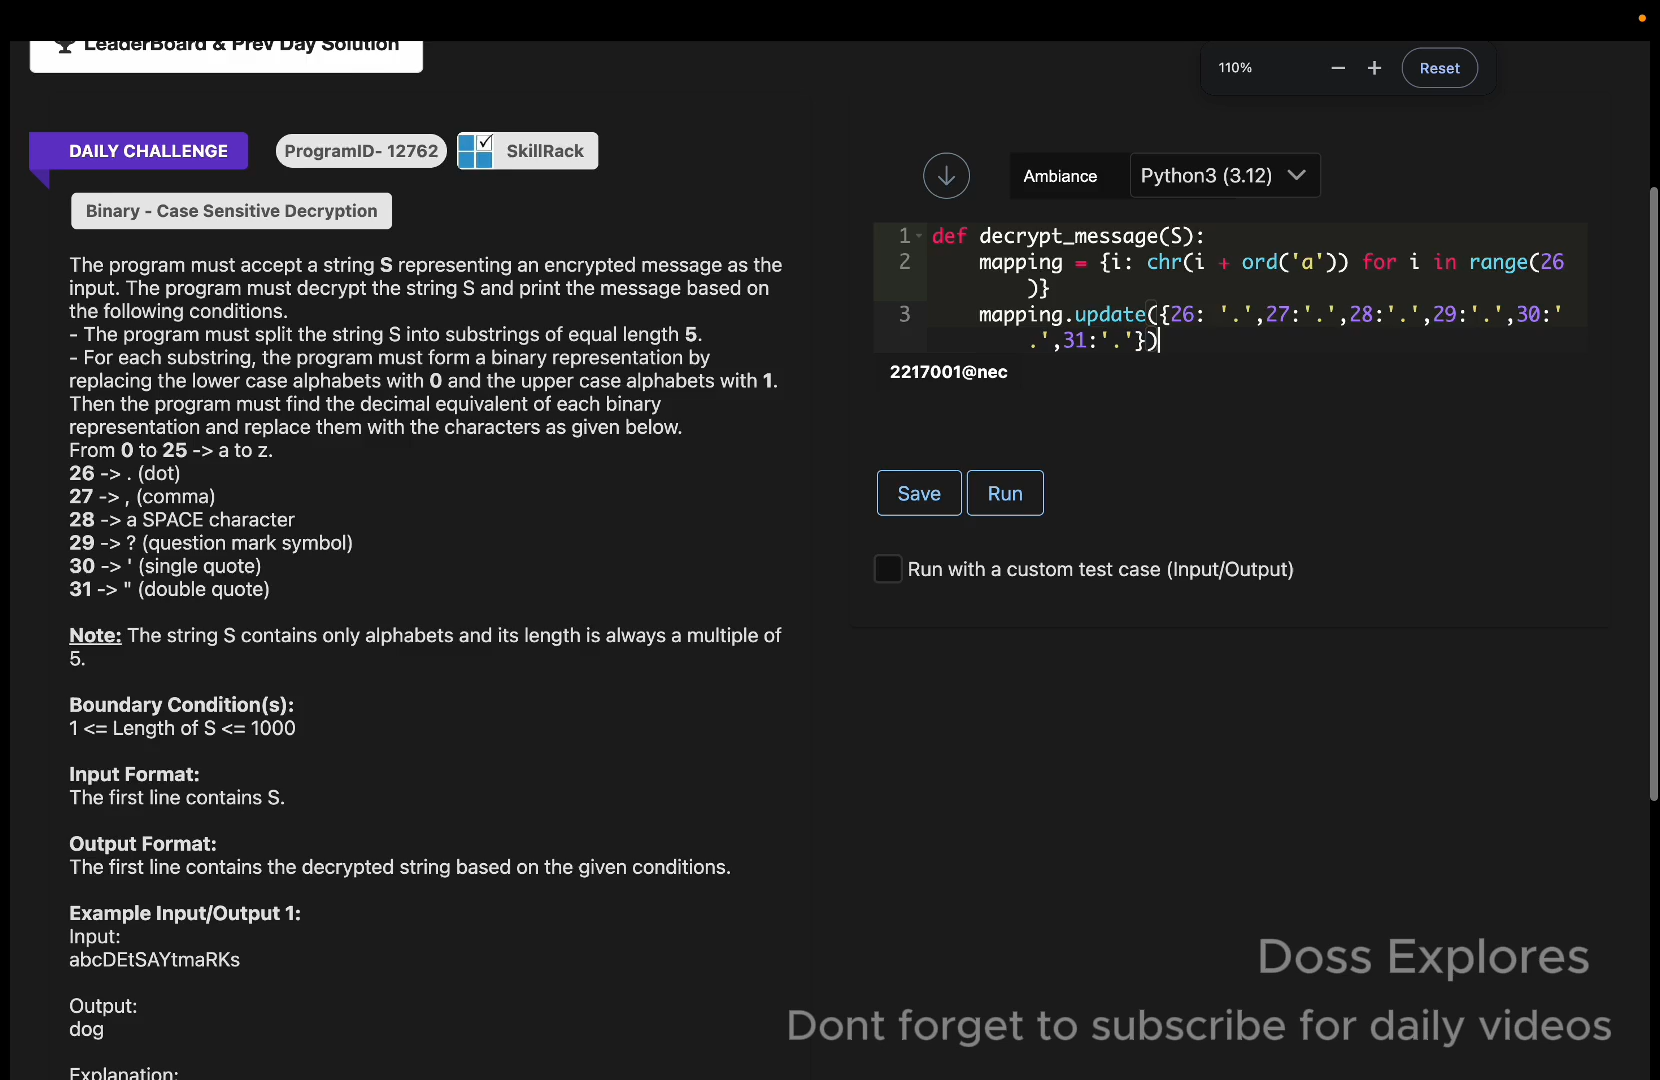 LeaderBoard & Prev Day Solution
110%
Reset
DAILY CHALLENGE
ProgramID- 12762
SkillRack
Binary - Case Sensitive Decryption
The program must accept a string S representing an encrypted message as the
input. The program must decrypt the string S and print the message based on
the following conditions.
- The program must split the string S into substrings of equal length 5.
- For each substring, the program must form a binary representation by
replacing the lower case alphabets with 0 and the upper case alphabets with 1.
Then the program must find the decimal equivalent of each binary
representation and replace them with the characters as given below.
From 0 to 25 -> a to z.
26 -> . (dot)
27 -> , (comma)
28 -> a SPACE character
29 -> ? (question mark symbol)
30 -> ' (single quote)
31 -> " (double quote)
Note: The string S contains only alphabets and its length is always a multiple of
5.
Boundary Condition(s):
1 <= Length of S <= 1000
Input Format:
The first line contains S.
Output Format:
The first line contains the decrypted string based on the given conditions.
Example Input/Output 1:
Input:
abcDEtSAYtmaRKs
Output:
dog
Explanation:
Ambiance
Python3 (3.12)
1 def decrypt_message(S):
2 mapping = {i: chr(i + ord('a')) for i in range(26
)}
3 mapping.update({26: '.',27:'.',28:'.',29:'.',30:'
.',31:'.'})
2217001@nec
Save
Run
Run with a custom test case (Input/Output)
Doss Explores
Dont forget to subscribe for daily videos